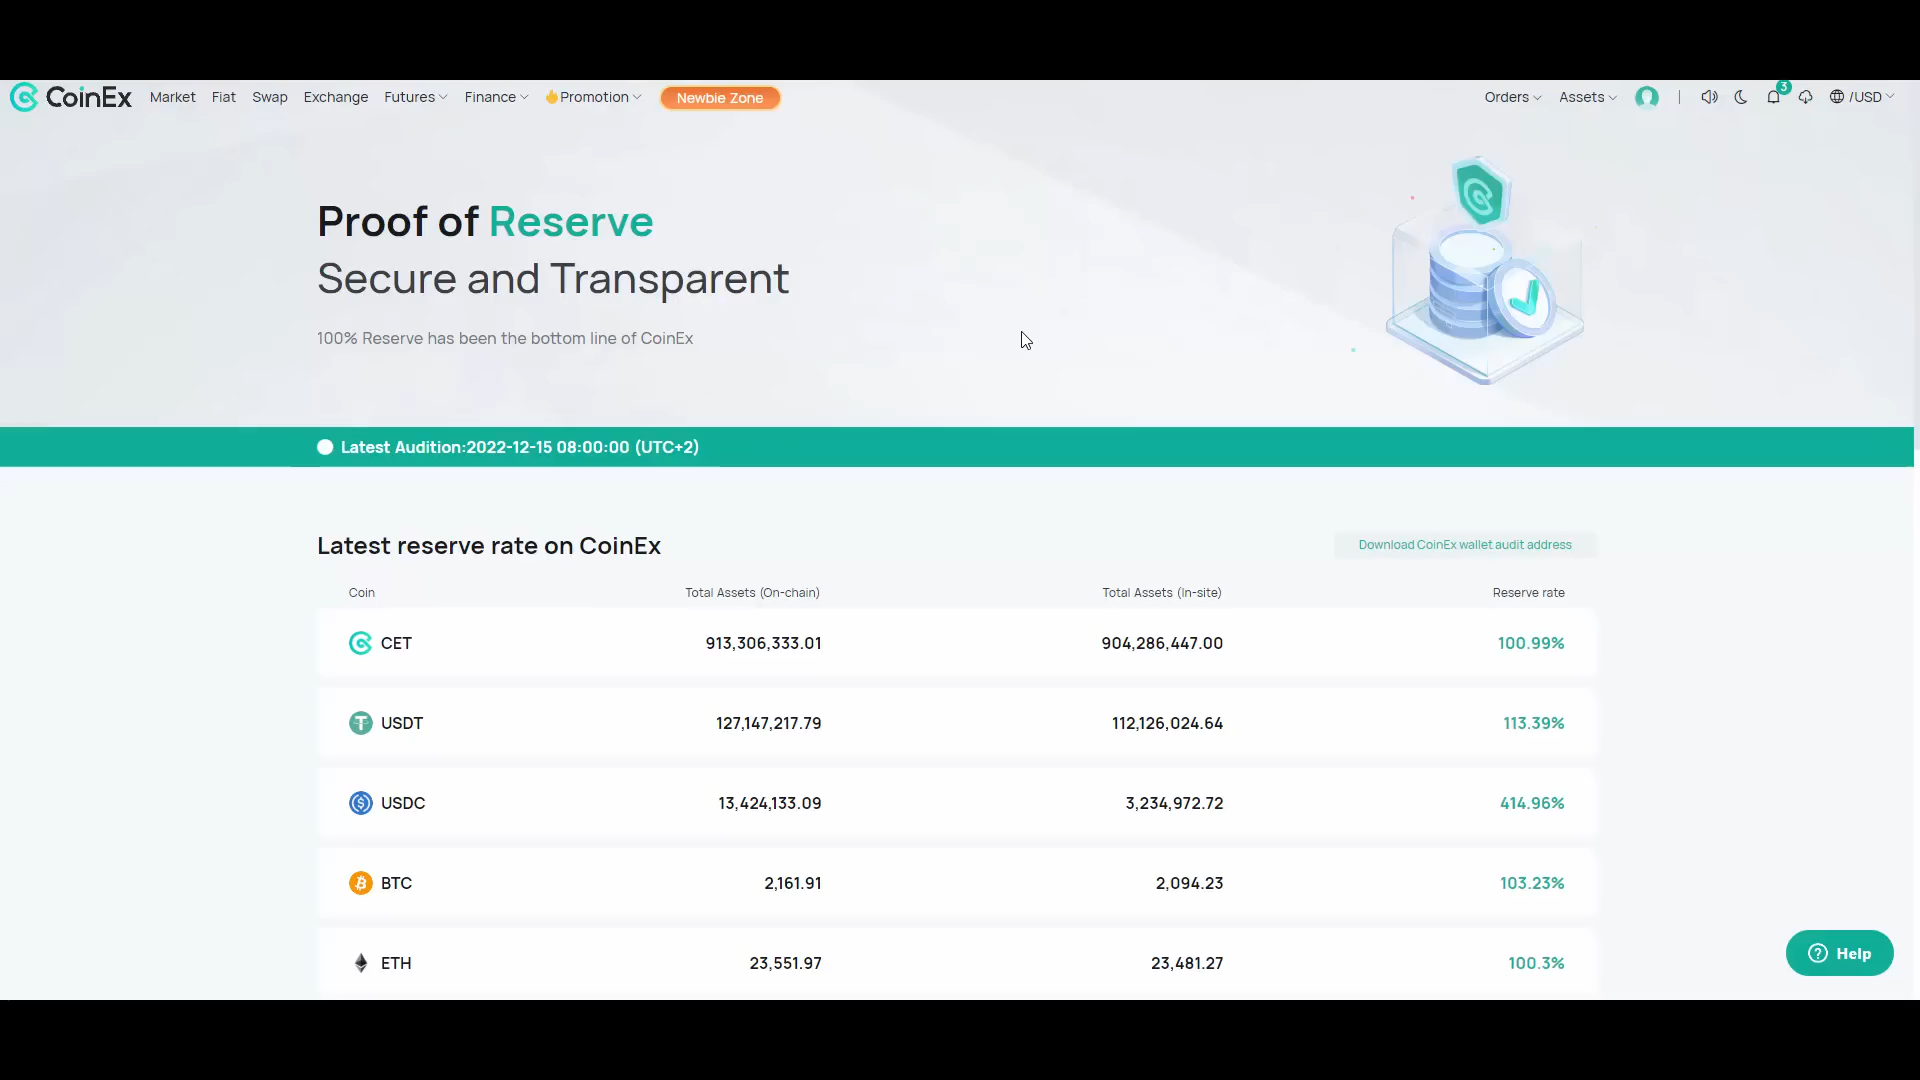 CoinEx Market Fiat Swap Exchange Futures Finance Promotion Newbie Zone Orders Assets 3 /USD
Proof of Reserve
Secure and Transparent
100% Reserve has been the bottom line of CoinEx
Latest Audition:2022-12-15 08:00:00 (UTC+2)
Latest reserve rate on CoinEx Download CoinEx wallet audit address
Coin Total Assets (On-chain) Total Assets (In-site) Reserve rate
CET 913,306,333.01 904,286,447.00 100.99%
USDT 127,147,217.79 112,126,024.64 113.39%
USDC 13,424,133.09 3,234,972.72 414.96%
BTC 2,161.91 2,094.23 103.23%
ETH 23,551.97 23,481.27 100.3%
Help